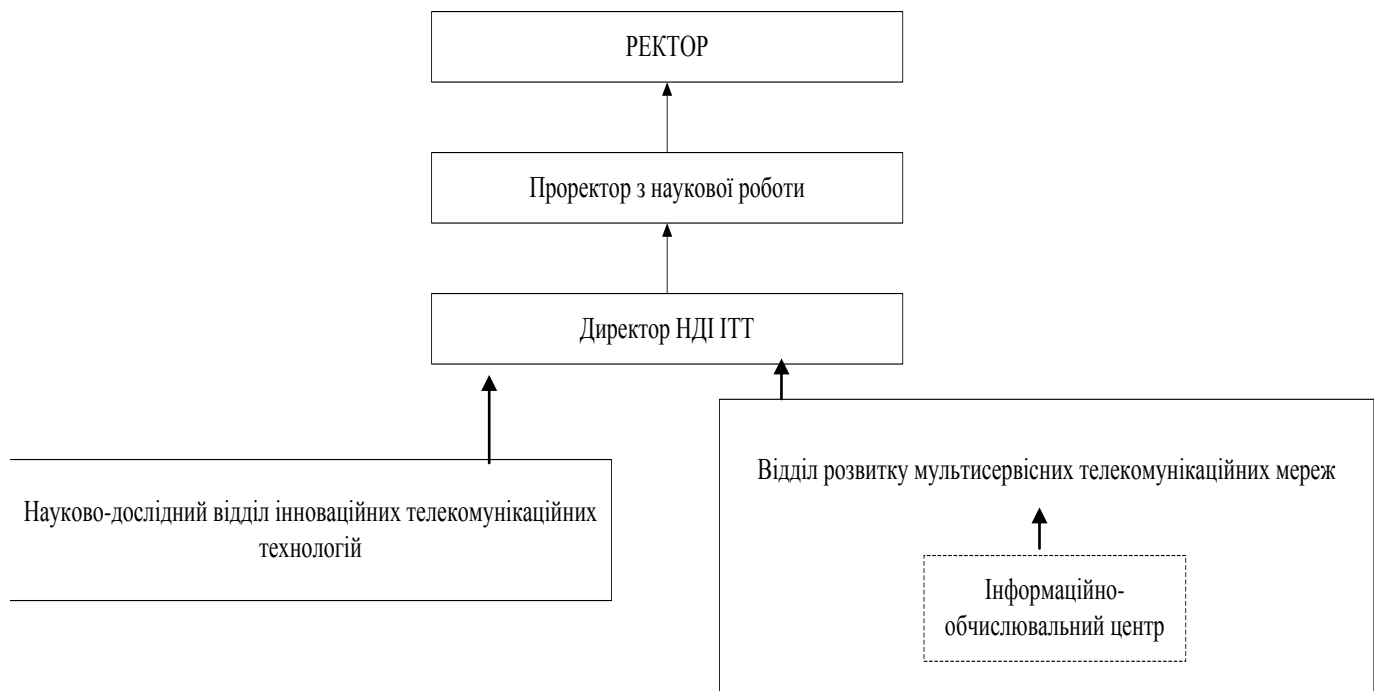 РЕКТОР
Проректор з наукової роботи
Директор НДІ ІТТ
Науково-дослідний відділ інноваційних телекомунікаційних
технологій
Відділ розвитку мультисервісних телекомунікаційних мереж
Інформаційно-
обчислювальний центр